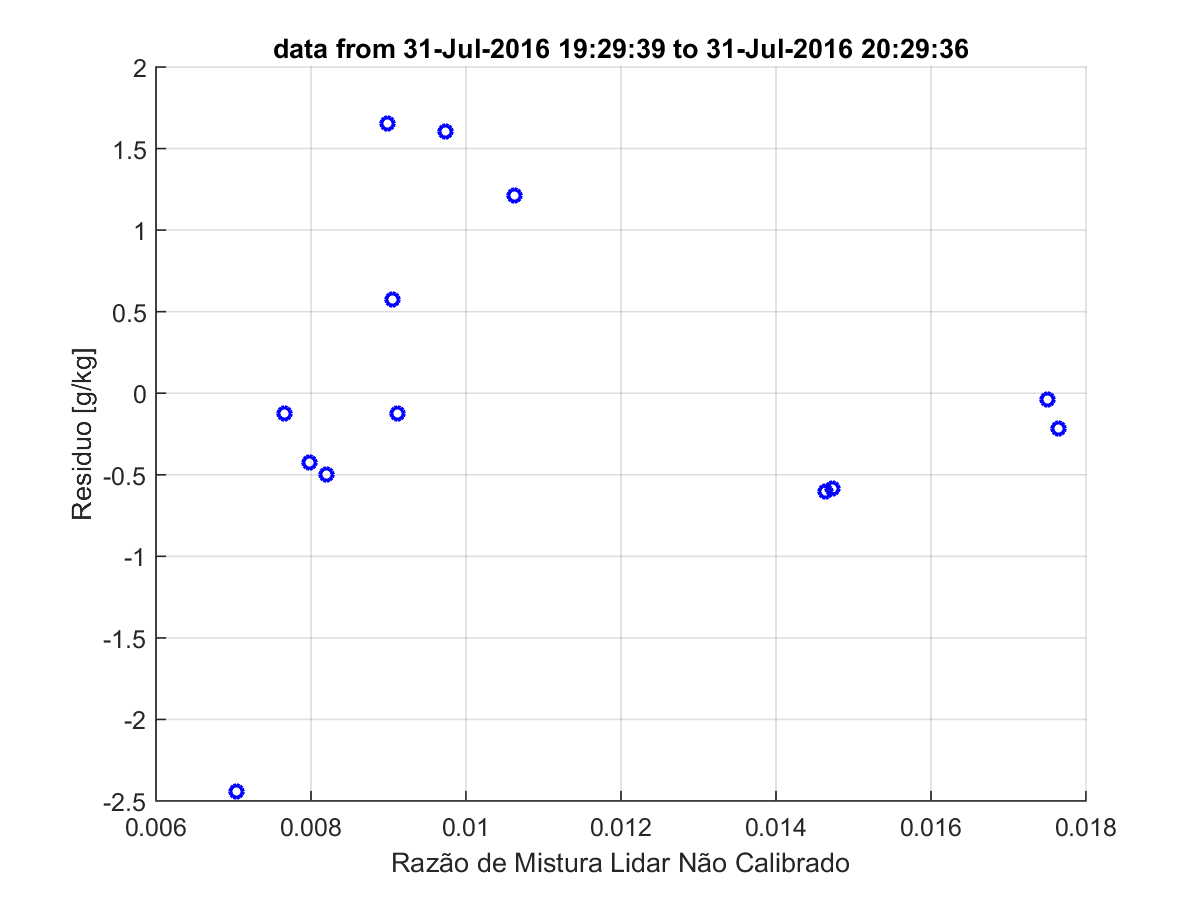 data from 31-Jul-2016 19:29:39 to 31-Jul-2016 20:29:36
2
1.5
1
0.5
0
-0.5
-1
-1.5
-2
-2.5
Residuo [g/kg]
0.006 0.008 0.01 0.012 0.014 0.016 0.018
Razão de Mistura Lidar Não Calibrado